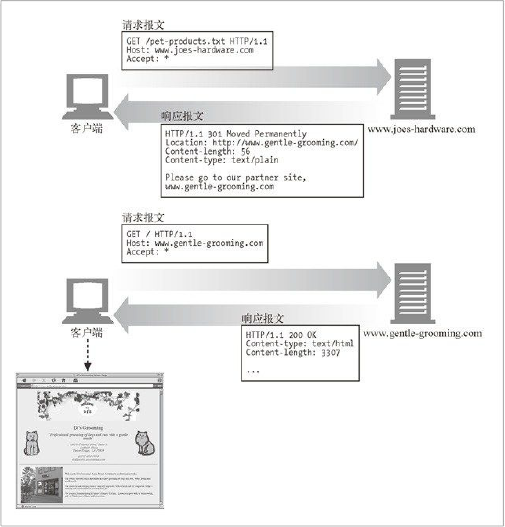 请求报文
GET /pet-products.txt HTTP/1.1
Host: www.joes-hardware.com
Accept: *
客户端
www.joes-hardware.com
响应报文
HTTP/1.1 301 Moved Permanently
Location: http://www.gentle-grooming.com/
Content-length: 56
Content-type: text/plain
Please go to our partner site,
www.gentle-grooming.com
请求报文
GET / HTTP/1.1
Host: www.gentle-grooming.com
Accept: *
客户端
www.gentle-grooming.com
响应报文
HTTP/1.1 200 OK
Content-type: text/html
Content-length: 3307
...